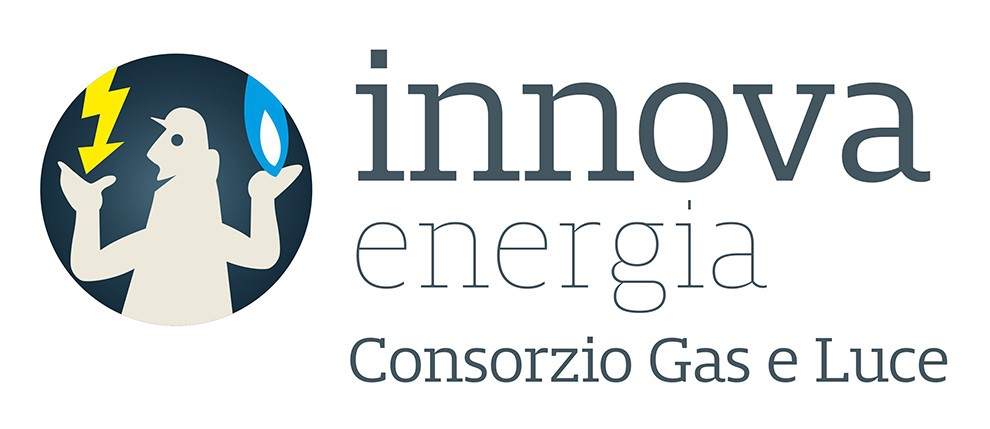 innova
energia
Consorzio Gas e Luce